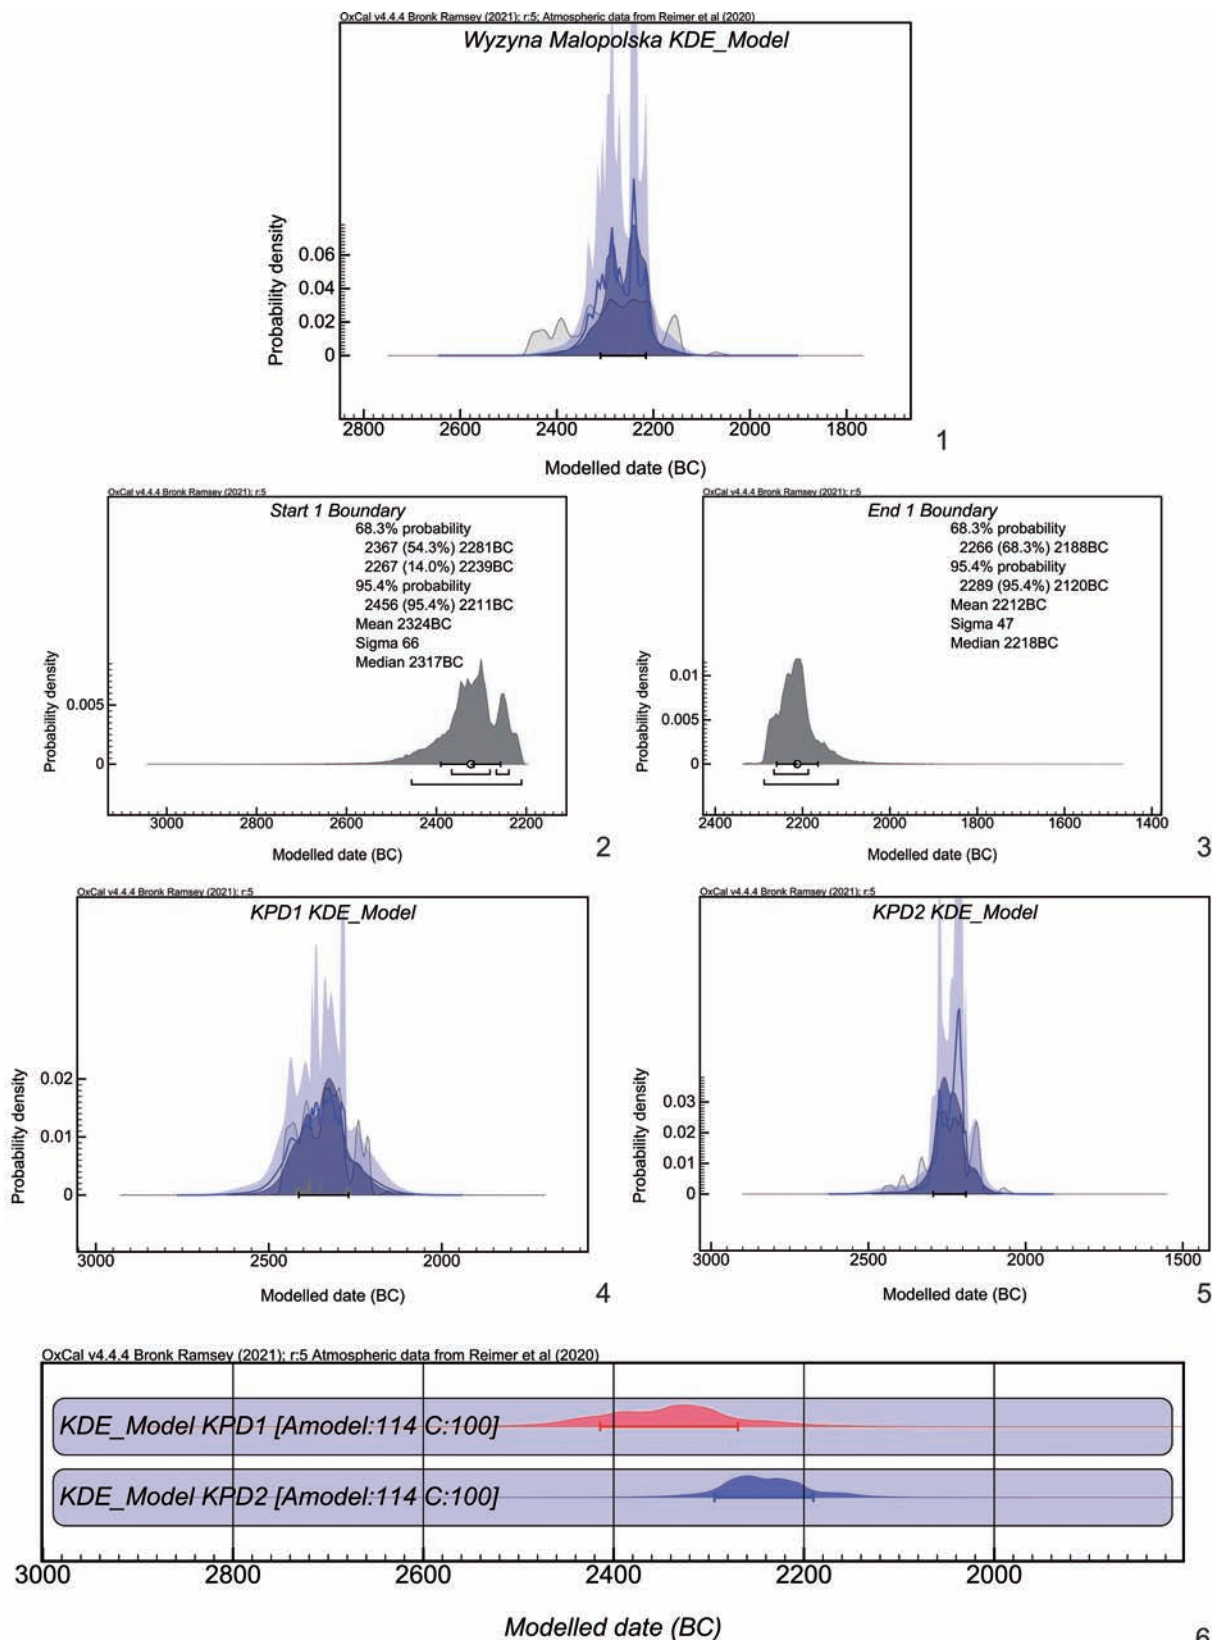 OxCal v4.4.4 Bronk Ramsey (2021); r:5; Atmospheric data from Reimer et al (2020)
Wyzyna Malopolska KDE_Model
Probability density
0.06
0.04
0.02
0
2800 2600 2400 2200 2000 1800
Modelled date (BC)
1
OxCal v4.4.4 Bronk Ramsey (2021); r:5
Start 1 Boundary
68.3% probability
2367 (54.3%) 2281BC
2267 (14.0%) 2239BC
95.4% probability
2456 (95.4%) 2211BC
Mean 2324BC
Sigma 66
Median 2317BC
Probability density
0.005
0
3000 2800 2600 2400 2200
Modelled date (BC)
2
OxCal v4.4.4 Bronk Ramsey (2021); r:5
End 1 Boundary
68.3% probability
2266 (68.3%) 2188BC
95.4% probability
2289 (95.4%) 2120BC
Mean 2212BC
Sigma 47
Median 2218BC
Probability density
0.01
0.005
0
2400 2200 2000 1800 1600 1400
Modelled date (BC)
3
OxCal v4.4.4 Bronk Ramsey (2021); r:5
KPD1 KDE_Model
Probability density
0.02
0.01
0
3000 2500 2000
Modelled date (BC)
4
OxCal v4.4.4 Bronk Ramsey (2021); r:5
KPD2 KDE_Model
Probability density
0.03
0.02
0.01
0
3000 2500 2000 1500
Modelled date (BC)
5
OxCal v4.4.4 Bronk Ramsey (2021); r:5 Atmospheric data from Reimer et al (2020)
KDE_Model KPD1 [Amodel:114 C:100]
KDE_Model KPD2 [Amodel:114 C:100]
3000 2800 2600 2400 2200 2000
Modelled date (BC)
6